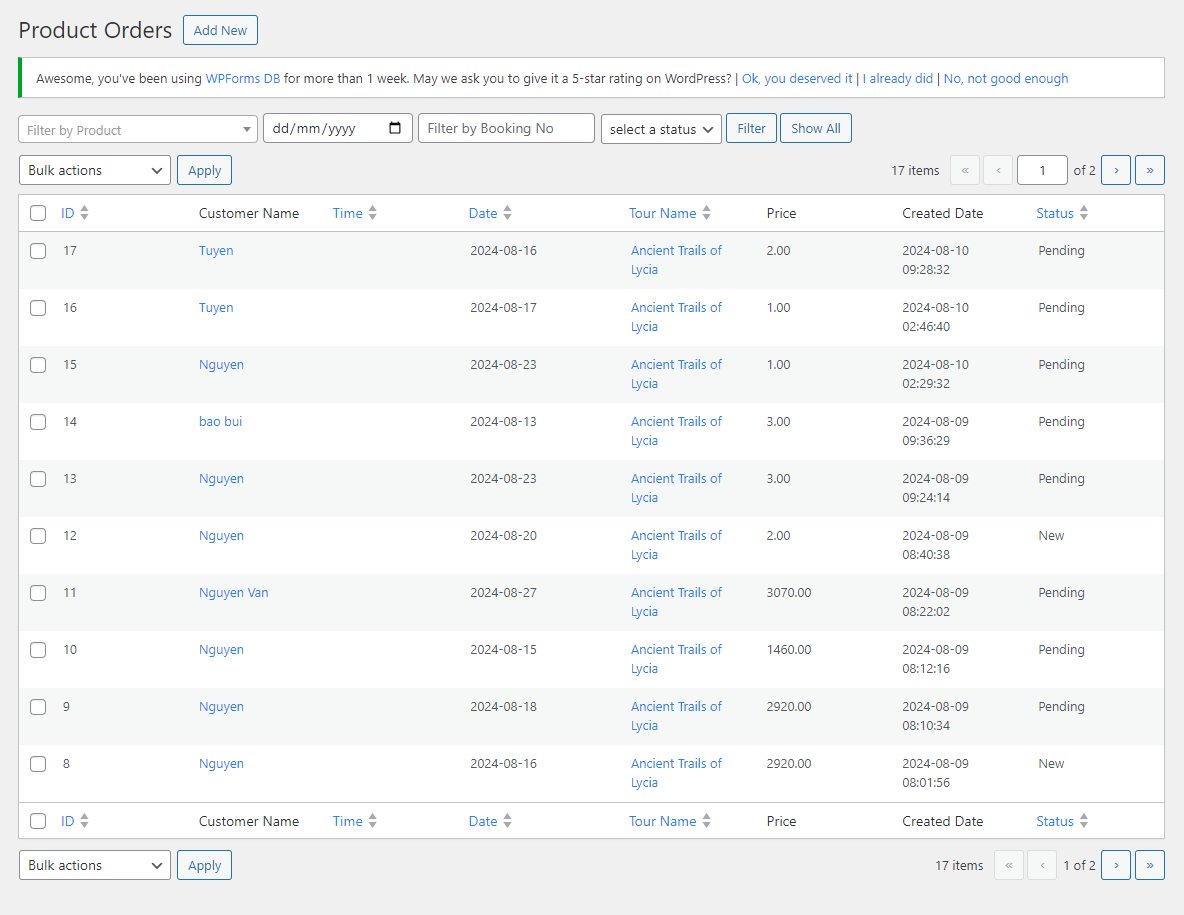 Product Orders Add New
Awesome, you've been using WPForms DB for more than 1 week. May we ask you to give it a 5-star rating on WordPress? | Ok, you deserved it | I already did | No, not good enough
Filter by Product dd/mm/yyyy Filter by Booking No select a status Filter Show All
Bulk actions Apply 17 items « ‹ 1 of 2 › »
ID Customer Name Time Date Tour Name Price Created Date Status
17 Tuyen 2024-08-16 Ancient Trails of 2.00 2024-08-10 Pending
Lycia 09:28:32
16 Tuyen 2024-08-17 Ancient Trails of 1.00 2024-08-10 Pending
Lycia 02:46:40
15 Nguyen 2024-08-23 Ancient Trails of 1.00 2024-08-10 Pending
Lycia 02:29:32
14 bao bui 2024-08-13 Ancient Trails of 3.00 2024-08-09 Pending
Lycia 09:36:29
13 Nguyen 2024-08-23 Ancient Trails of 3.00 2024-08-09 Pending
Lycia 09:24:14
12 Nguyen 2024-08-20 Ancient Trails of 2.00 2024-08-09 New
Lycia 08:40:38
11 Nguyen Van 2024-08-27 Ancient Trails of 3070.00 2024-08-09 Pending
Lycia 08:22:02
10 Nguyen 2024-08-15 Ancient Trails of 1460.00 2024-08-09 Pending
Lycia 08:12:16
9 Nguyen 2024-08-18 Ancient Trails of 2920.00 2024-08-09 Pending
Lycia 08:10:34
8 Nguyen 2024-08-16 Ancient Trails of 2920.00 2024-08-09 New
Lycia 08:01:56
ID Customer Name Time Date Tour Name Price Created Date Status
Bulk actions Apply 17 items « ‹ 1 of 2 › »